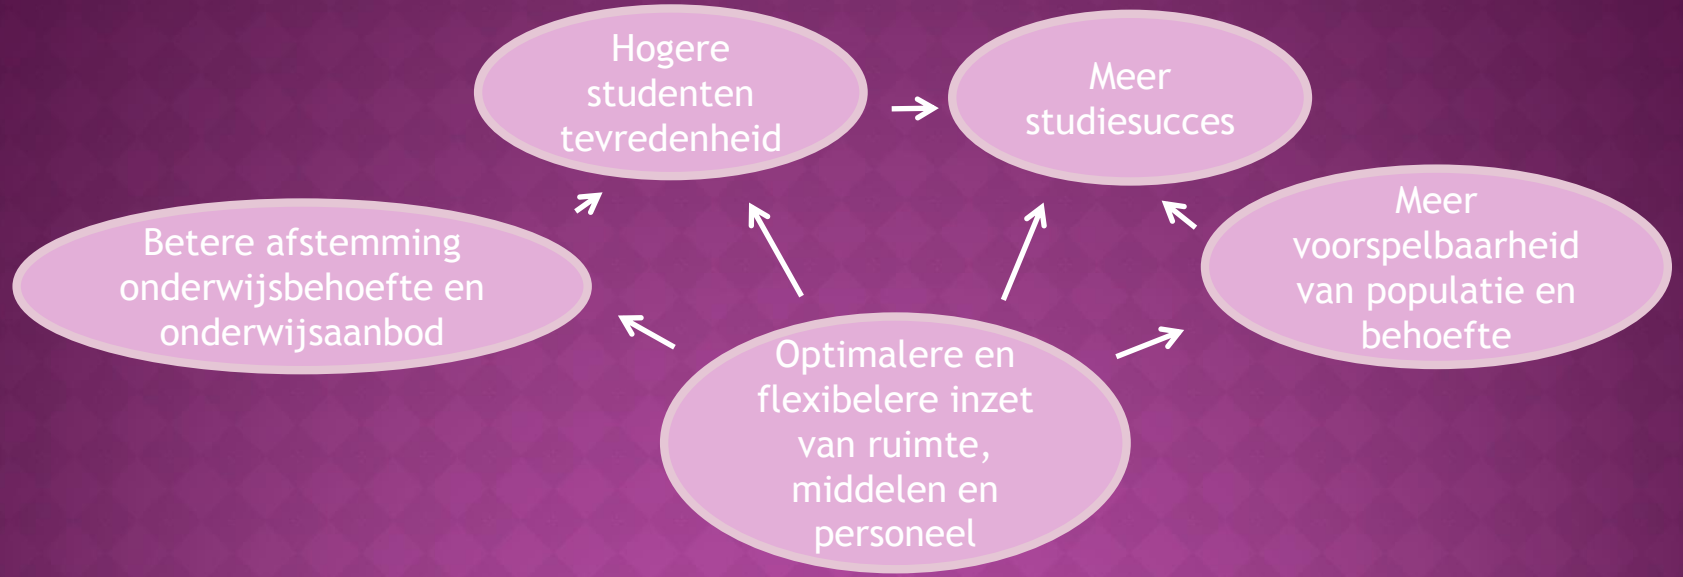 Hogere
studenten
tevredenheid
Meer
studiesucces
Betere afstemming
onderwijsbehoefte en
onderwijsaanbod
Meer
voorspelbaarheid
van populatie en
behoefte
Optimalere en
flexibelere inzet
van ruimte,
middelen en
personeel